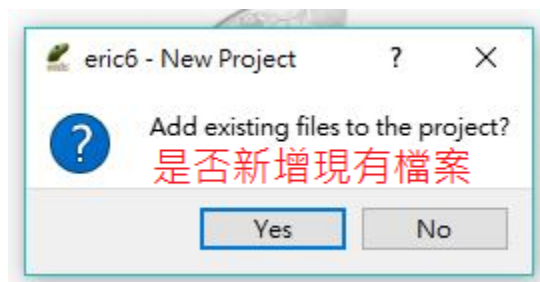 eric6 - New Project
Add existing files to the project?
是否新增現有檔案
Yes
No